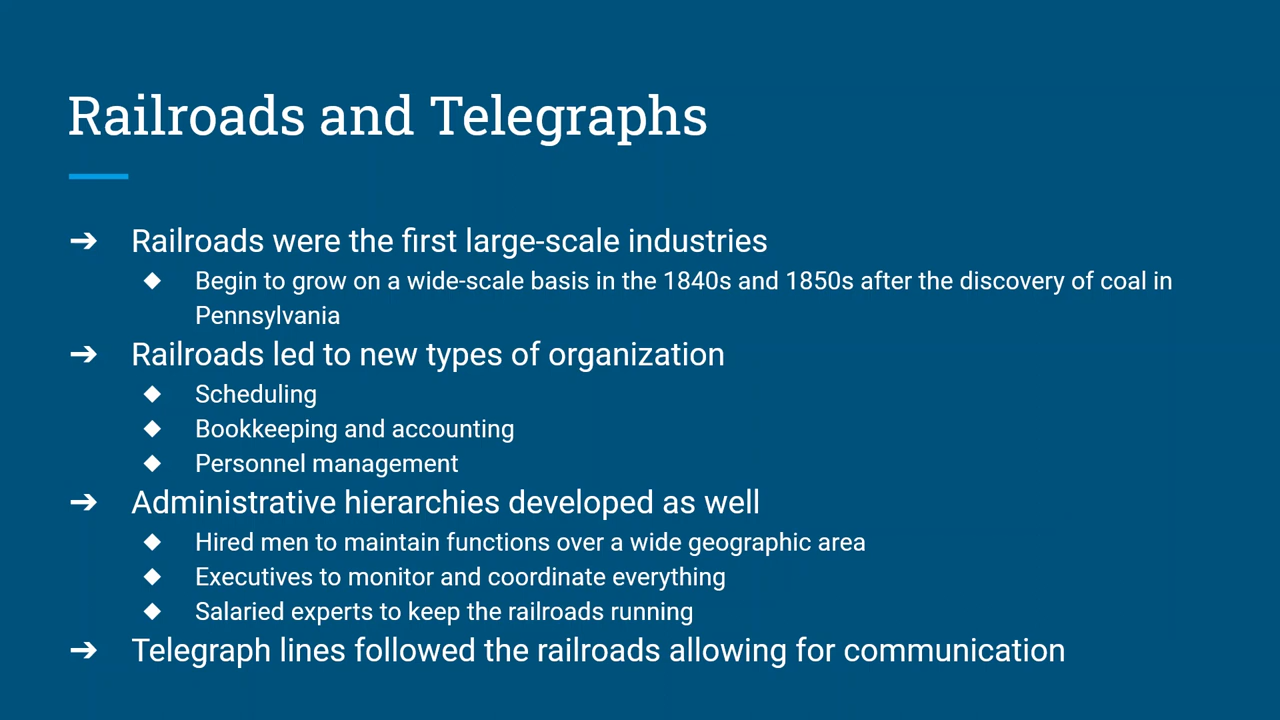 Railroads and Telegraphs
➔ Railroads were the first large-scale industries
◆ Begin to grow on a wide-scale basis in the 1840s and 1850s after the discovery of coal in
Pennsylvania
➔ Railroads led to new types of organization
◆ Scheduling
◆ Bookkeeping and accounting
◆ Personnel management
➔ Administrative hierarchies developed as well
◆ Hired men to maintain functions over a wide geographic area
◆ Executives to monitor and coordinate everything
◆ Salaried experts to keep the railroads running
➔ Telegraph lines followed the railroads allowing for communication